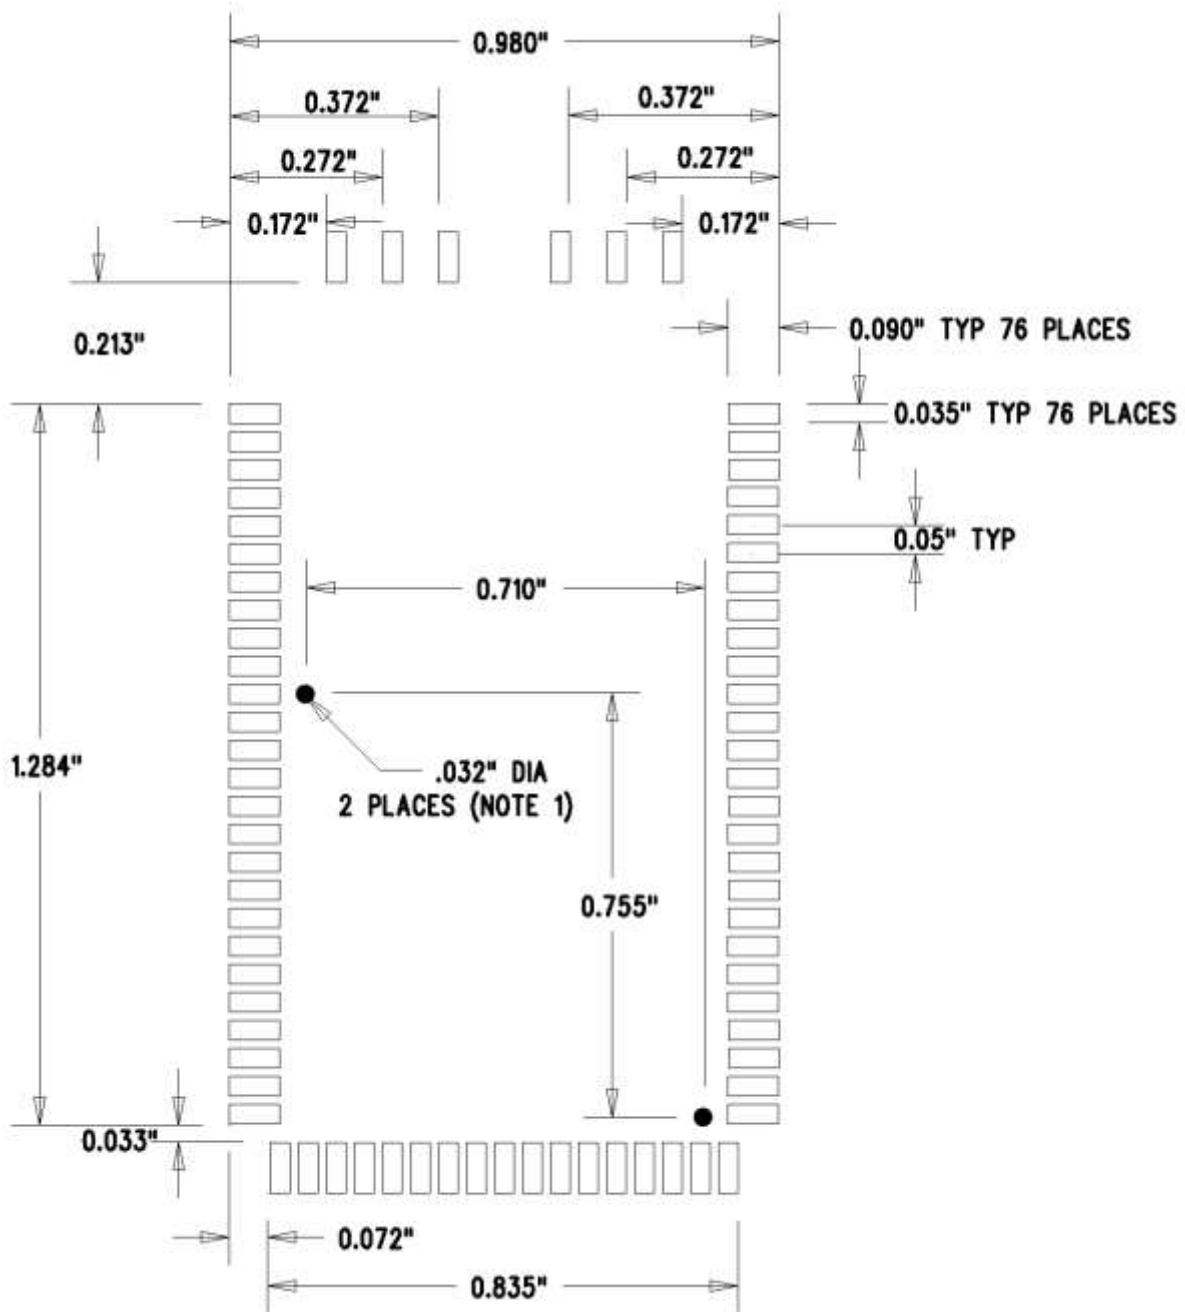 0.980"
0.372"
0.372"
0.272"
0.272"
0.172"
0.172"
0.213"
0.090" TYP 76 PLACES
0.035" TYP 76 PLACES
0.05" TYP
0.710"
1.284"
.032" DIA
2 PLACES (NOTE 1)
0.755"
0.033"
0.072"
0.835"